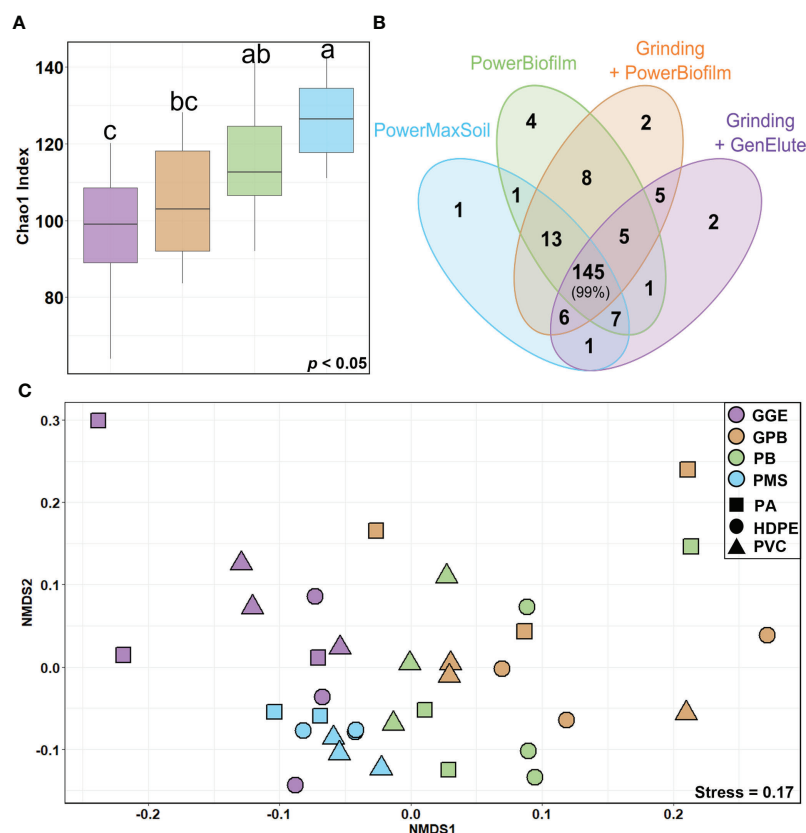 A
140
120
100
80
Chao1 Index
c
bc
ab
a
p < 0.05
B
PowerBiofilm
Grinding
+ PowerBiofilm
PowerMaxSoil
Grinding
+ GenElute
4
2
1
1
8
5
2
13
5
145
(99%)
1
6
7
1
C
0.3
0.2
0.1
0.0
-0.1
NMDS2
GGE
GPB
PB
PMS
PA
HDPE
PVC
Stress = 0.17
-0.2
-0.1
0.0
0.1
0.2
NMDS1